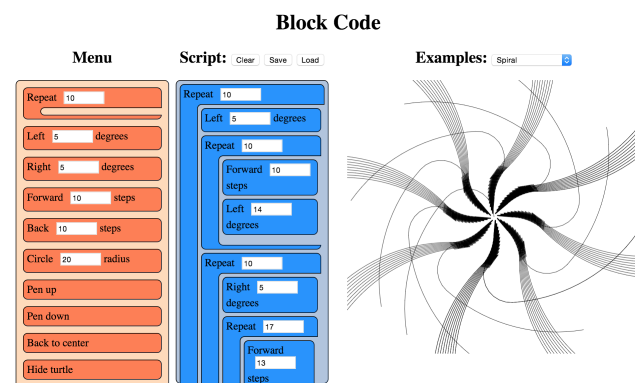 Block Code
Menu
Script: Clear Save Load
Examples: Spiral
Repeat 10
Left 5 degrees
Right 5 degrees
Forward 10 steps
Back 10 steps
Circle 20 radius
Pen up
Pen down
Back to center
Hide turtle
Repeat 10
Left 5 degrees
Repeat 10
Forward 10
steps
Left 14
degrees
Repeat 10
Right 5
degrees
Repeat 17
Forward
13
steps